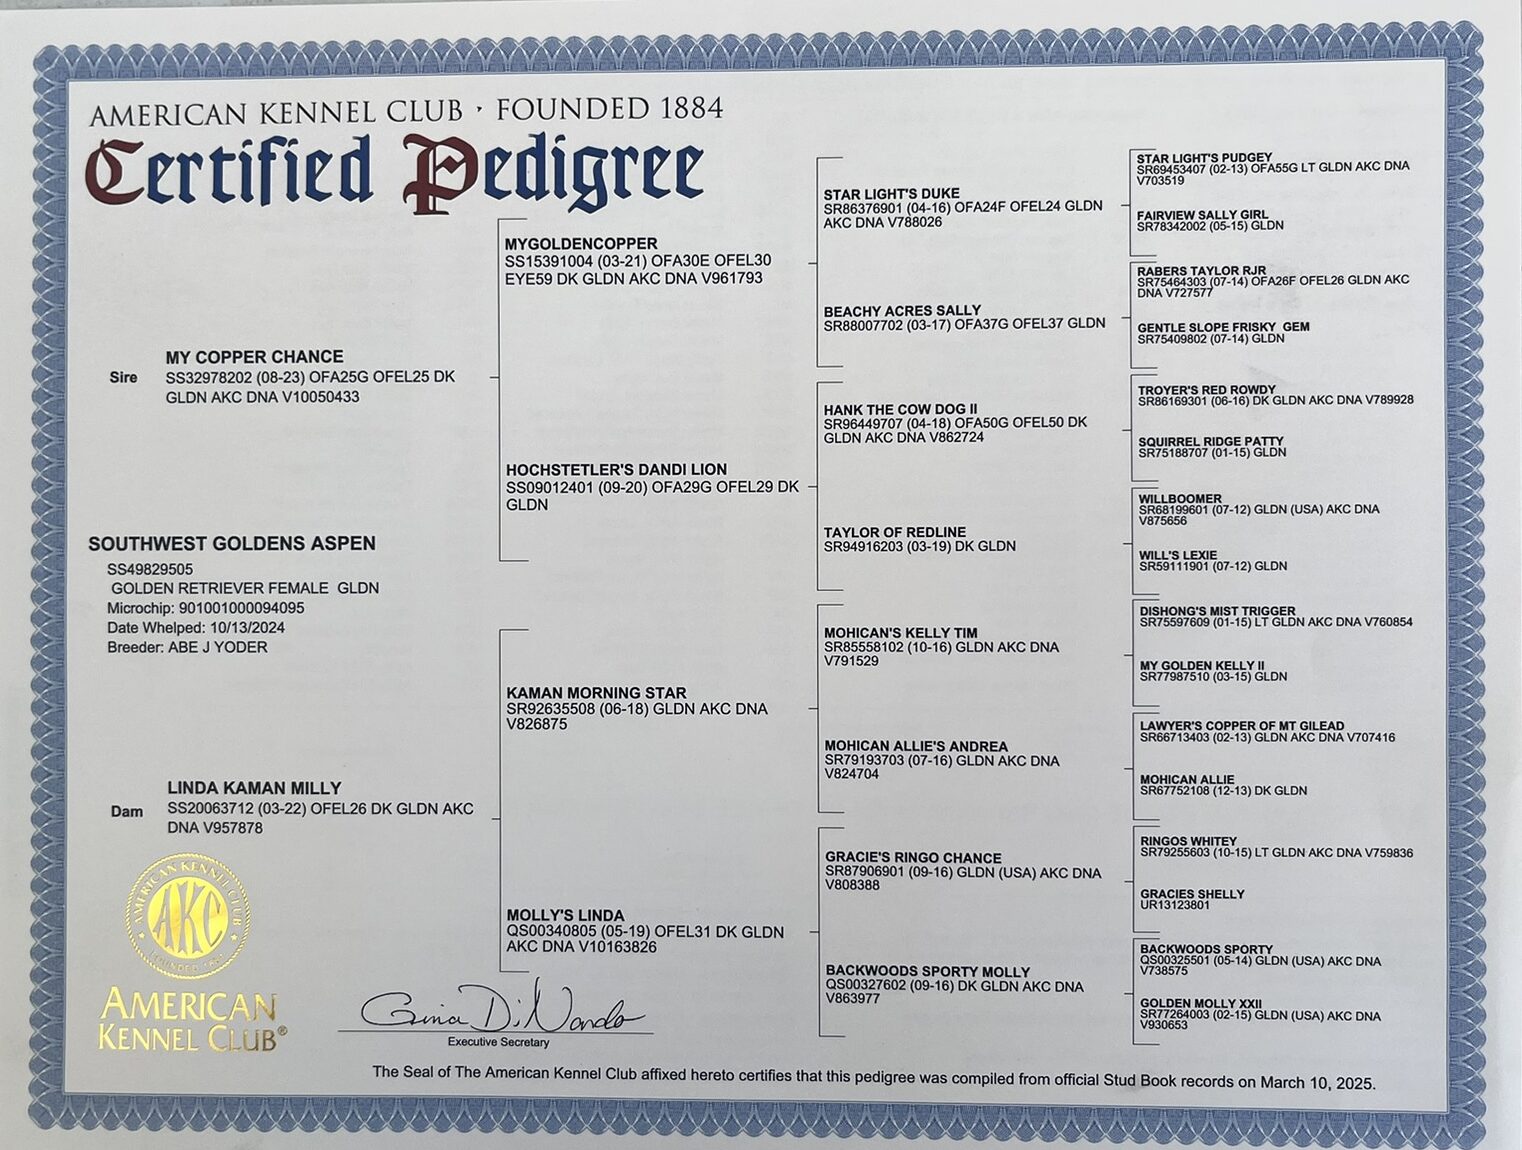 AMERICAN KENNEL CLUB · FOUNDED 1884
Certified Pedigree
SOUTHWEST GOLDENS ASPEN
SS49829505
GOLDEN RETRIEVER FEMALE GLDN
Microchip: 901001000094095
Date Whelped: 10/13/2024
Breeder: ABE J YODER
Sire
MY COPPER CHANCE
SS32978202 (08-23) OFA25G OFEL25 DK
GLDN AKC DNA V10050433
Dam
LINDA KAMAN MILLY
SS20063712 (03-22) OFEL26 DK GLDN AKC
DNA V957878
MYGOLDENCOPPER
SS15391004 (03-21) OFA30E OFEL30
EYE59 DK GLDN AKC DNA V961793
HOCHSTETLER'S DANDI LION
SS09012401 (09-20) OFA29G OFEL29 DK
GLDN
KAMAN MORNING STAR
SR92635508 (06-18) GLDN AKC DNA
V826875
MOLLY'S LINDA
QS00340805 (05-19) OFEL31 DK GLDN
AKC DNA V10163826
STAR LIGHT'S DUKE
SR86376901 (04-16) OFA24F OFEL24 GLDN
AKC DNA V788026
BEACHY ACRES SALLY
SR88007702 (03-17) OFA37G OFEL37 GLDN
HANK THE COW DOG II
SR96449707 (04-18) OFA50G OFEL50 DK
GLDN AKC DNA V862724
TAYLOR OF REDLINE
SR94916203 (03-19) DK GLDN
MOHICAN'S KELLY TIM
SR85558102 (10-16) GLDN AKC DNA
V791529
MOHICAN ALLIE'S ANDREA
SR79193703 (07-16) GLDN AKC DNA
V824704
GRACIE'S RINGO CHANCE
SR87906901 (09-16) GLDN (USA) AKC DNA
V808388
BACKWOODS SPORTY MOLLY
QS00327602 (09-16) DK GLDN AKC DNA
V863977
STAR LIGHT'S PUDGEY
SR69453407 (02-13) OFA55G LT GLDN AKC DNA
V703519
FAIRVIEW SALLY GIRL
SR78342002 (05-15) GLDN
RABERS TAYLOR RJR
SR75464303 (07-14) OFA26F OFEL26 GLDN AKC
DNA V727577
GENTLE SLOPE FRISKY GEM
SR75409802 (07-14) GLDN
TROYER'S RED ROWDY
SR86169301 (06-16) DK GLDN AKC DNA V789928
SQUIRREL RIDGE PATTY
SR75188707 (01-15) GLDN
WILLBOOMER
SR68199601 (07-12) GLDN (USA) AKC DNA
V875656
WILL'S LEXIE
SR59111901 (07-12) GLDN
DISHONG'S MIST TRIGGER
SR75597609 (01-15) LT GLDN AKC DNA V760854
MY GOLDEN KELLY II
SR77987510 (03-15) GLDN
LAWYER'S COPPER OF MT GILEAD
SR66713403 (02-13) GLDN AKC DNA V707416
MOHICAN ALLIE
SR67752108 (12-13) DK GLDN
RINGOS WHITEY
SR79255603 (10-15) LT GLDN AKC DNA V759836
GRACIES SHELLY
UR13123801
BACKWOODS SPORTY
QS00325501 (05-14) GLDN (USA) AKC DNA
V738575
GOLDEN MOLLY XXII
SR77264003 (02-15) GLDN (USA) AKC DNA
V930653
AMERICAN KENNEL CLUB
AKC
FOUNDED 1884
AMERICAN
KENNEL CLUB®
Gina DiNardo
Executive Secretary
The Seal of The American Kennel Club affixed hereto certifies that this pedigree was compiled from official Stud Book records on March 10, 2025.